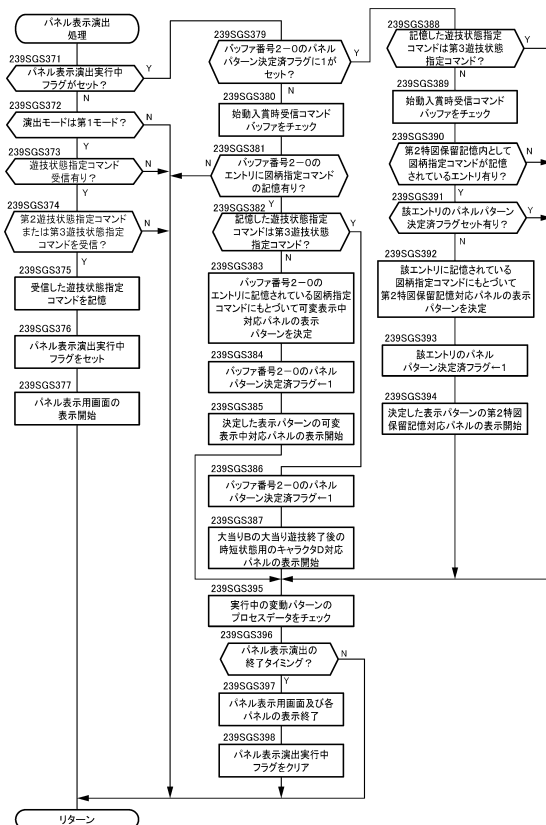 パネル表示演出
処理
239SGS371
パネル表示演出実行中
フラグがセット?
Y
N
239SGS372
演出モードは第1モード?
N
Y
239SGS373
遊技状態指定コマンド
受信有り?
N
Y
239SGS374
第2遊技状態指定コマンド
または第3遊技状態指定
コマンドを受信?
N
Y
239SGS375
受信した遊技状態指定
コマンドを記憶
239SGS376
パネル表示演出実行中
フラグをセット
239SGS377
パネル表示用画面の
表示開始
リターン
239SGS379
バッファ番号2-0のパネル
パターン決定済フラグに1が
セット?
Y
N
239SGS380
始動入賞時受信コマンド
バッファをチェック
239SGS381
バッファ番号2-0の
エントリに図柄指定コマンド
の記憶有り?
N
Y
239SGS382
記憶した遊技状態指定
コマンドは第3遊技状態
指定コマンド?
Y
N
239SGS383
バッファ番号2-0の
エントリに記憶されている図柄指定
コマンドにもとづいて可変表示中
対応パネルの表示
パターンを決定
239SGS384
バッファ番号2-0のパネル
パターン決定済フラグ←1
239SGS385
決定した表示パターンの可変
表示中対応パネルの表示開始
239SGS386
バッファ番号2-0のパネル
パターン決定済フラグ←1
239SGS387
大当りBの大当り遊技終了後の
時短状態用のキャラクタD対応
パネルの表示開始
239SGS395
実行中の変動パターンの
プロセスデータをチェック
239SGS396
パネル表示演出の
終了タイミング?
N
Y
239SGS397
パネル表示用画面及び各
パネルの表示終了
239SGS398
パネル表示演出実行中
フラグをクリア
239SGS388
記憶した遊技状態指定
コマンドは第3遊技状態
指定コマンド?
Y
N
239SGS389
始動入賞時受信コマンド
バッファをチェック
239SGS390
第2特図保留記憶内として
図柄指定コマンドが記憶
されているエントリ有り?
N
Y
239SGS391
該エントリのパネルパターン
決定済フラグセット有り?
Y
N
239SGS392
該エントリに記憶されている
図柄指定コマンドにもとづいて
第2特図保留記憶対応パネルの表示
パターンを決定
239SGS393
該エントリのパネル
パターン決定済フラグ←1
239SGS394
決定した表示パターンの第2特図
保留記憶対応パネルの表示開始